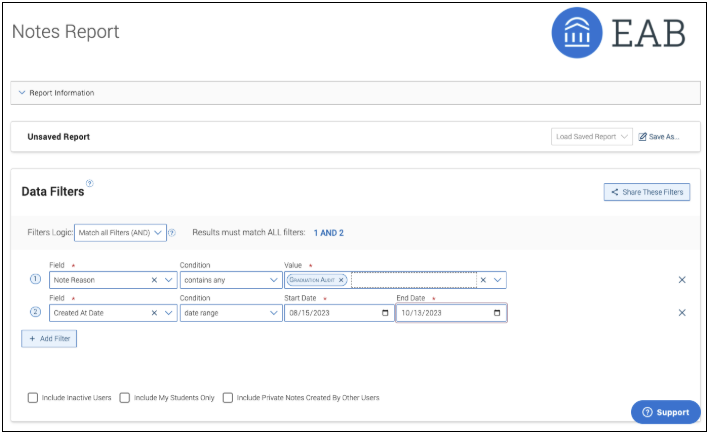 Notes Report
EAB
Report Information
Unsaved Report
Load Saved Report
Save As...
Data Filters ?
Share These Filters
Filters Logic: Match all Filters (AND) ? Results must match ALL filters: 1 AND 2
Field * Condition Value *
1 Note Reason contains any Graduation Audit
Field * Condition Start Date * End Date *
2 Created At Date date range 08/15/2023 10/13/2023
+ Add Filter
Include Inactive Users Include My Students Only Include Private Notes Created By Other Users
? Support